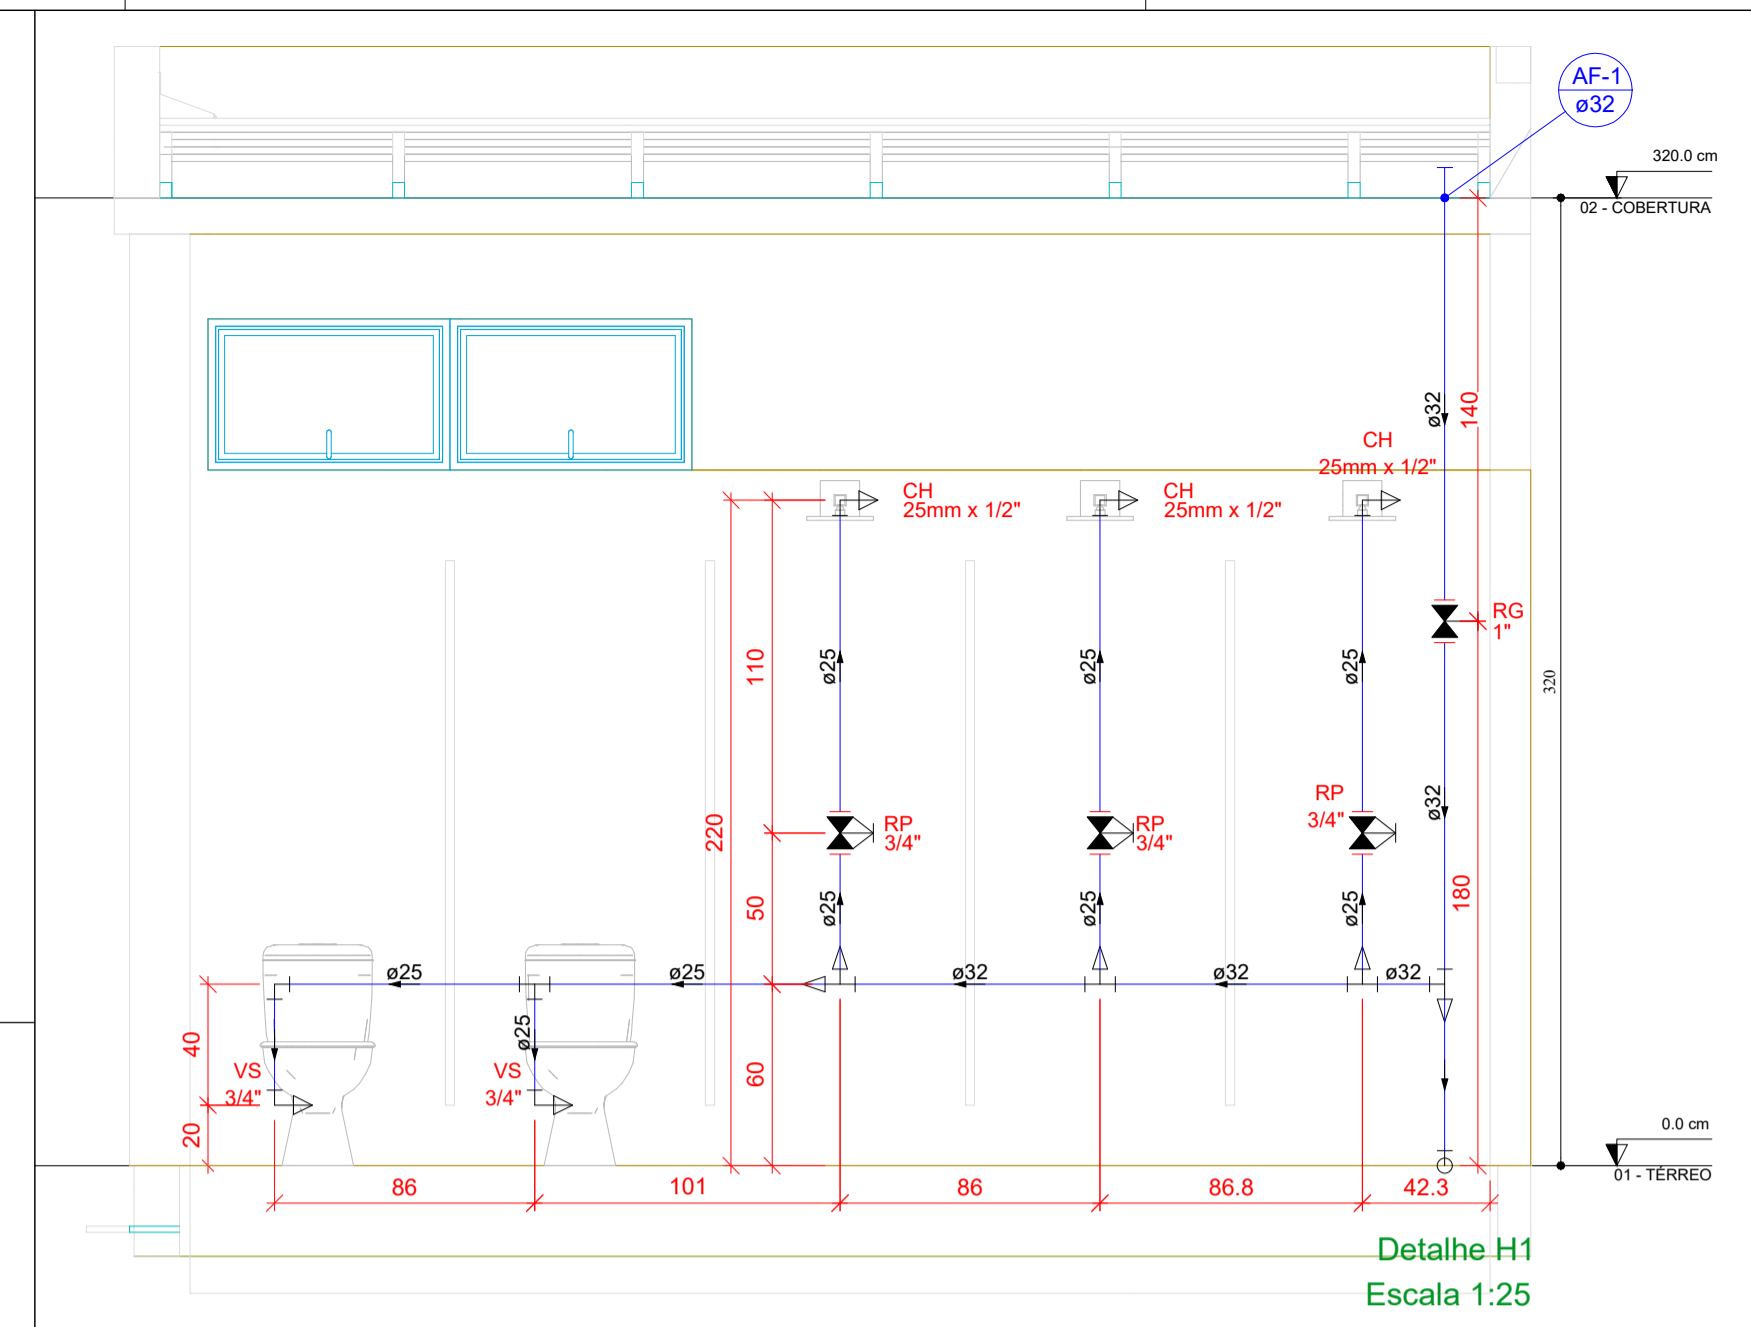 AF-1
ø32
320.0 cm
02 - COBERTURA
ø32
140
CH
25mm x 1/2"
CH
25mm x 1/2"
CH
25mm x 1/2"
RG
1"
110
ø25
ø25
ø25
320
220
RP
3/4"
RP
3/4"
RP
3/4"
ø32
180
50
ø25
ø25
ø25
ø25
ø25
ø32
ø32
ø32
40
ø25
60
VS
3/4"
VS
3/4"
20
0.0 cm
01 - TÉRREO
86
101
86
86.8
42.3
Detalhe H1
Escala 1:25